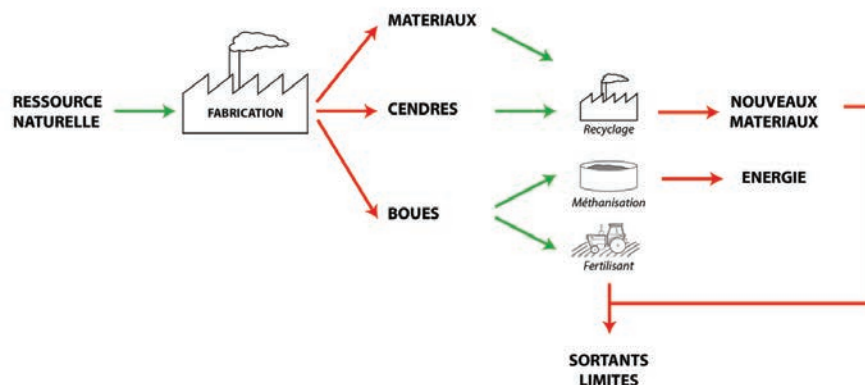 MATERIAUX
RESSOURCE
NATURELLE
FABRICATION
CENDRES
Recyclage
NOUVEAUX
MATERIAUX
BOUES
Méthanisation
ENERGIE
Fertilisant
SORTANTS
LIMITES